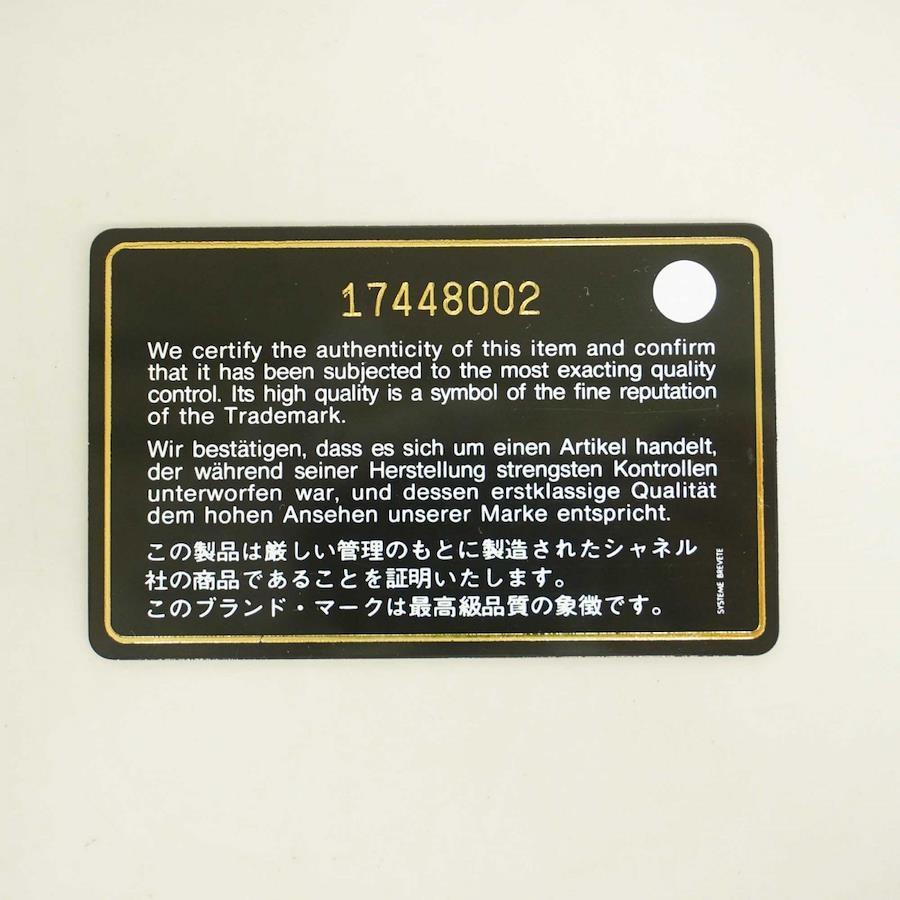 17448002
We certify the authenticity of this item and confirm
that it has been subjected to the most exacting quality
control. Its high quality is a symbol of the fine reputation
of the Trademark.
Wir bestätigen, dass es sich um einen Artikel handelt,
der während seiner Herstellung strengsten Kontrollen
unterworfen war, und dessen erstklassige Qualität
dem hohen Ansehen unserer Marke entspricht.
この製品は厳しい管理のもとに製造されたシャネル
社の商品であることを証明いたします。
このブランド・マークは最高級品質の象徴です。
SYSTEME BREVETE